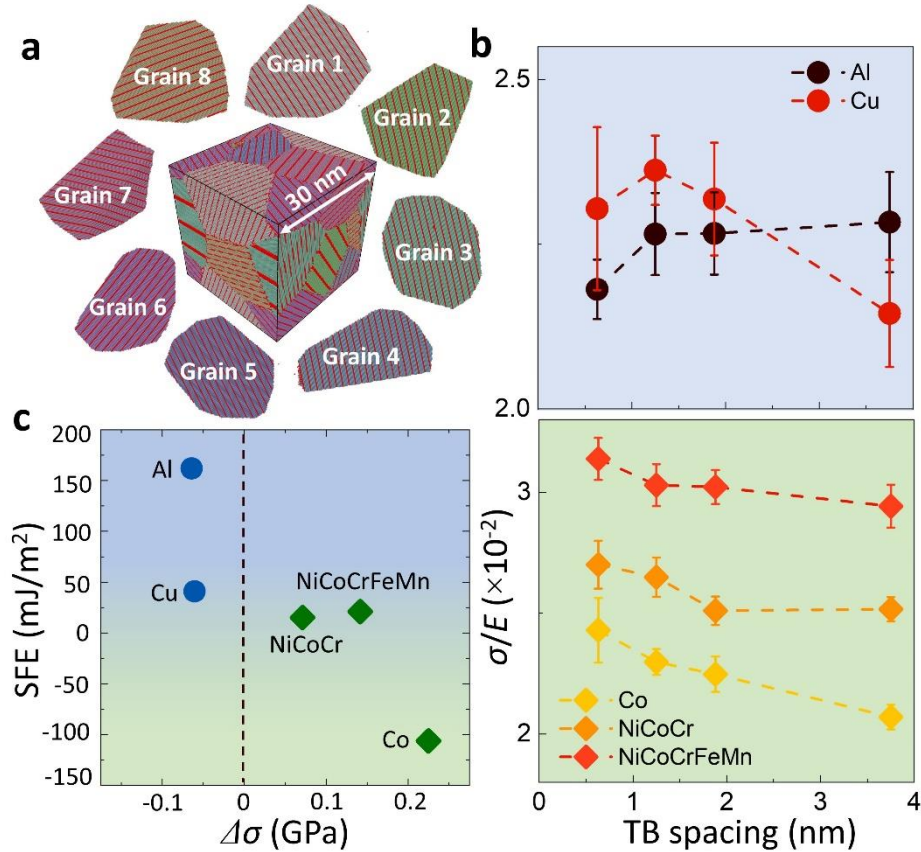 a
Grain 8
Grain 1
Grain 2
Grain 7
30 nm
Grain 3
Grain 6
Grain 5
Grain 4
b
2.5
2.0
Al
Cu
c
200
150
100
50
0
-50
-100
-150
SFE (mJ/m²)
Al
Cu
NiCoCrFeMn
NiCoCr
Co
-0.1
0
0.1
0.2
Δσ (GPa)
3
2
σ/E (×10⁻²)
Co
NiCoCr
NiCoCrFeMn
0
1
2
3
4
TB spacing (nm)